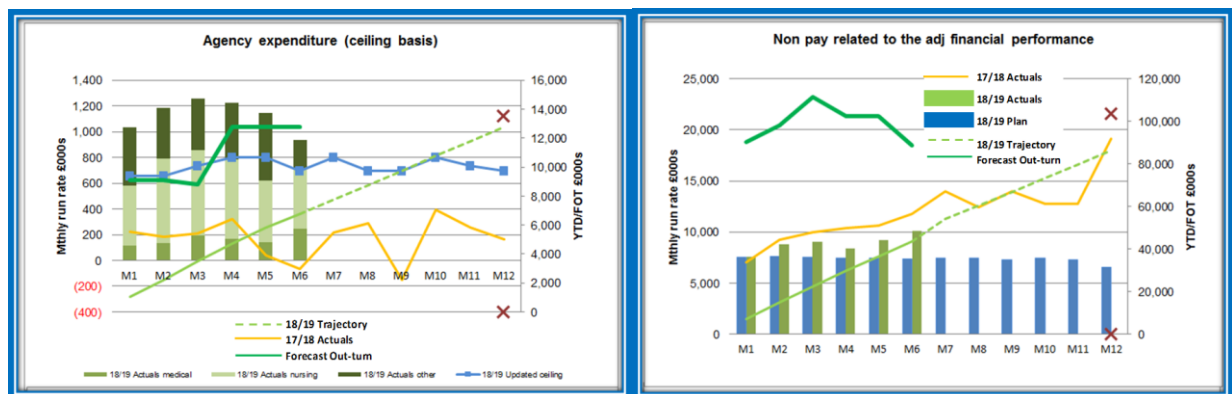 Agency expenditure (ceiling basis)
Mthly run rate £000s
1,400
1,200
1,000
800
600
400
200
0
(200)
(400)
16,000
14,000
12,000
10,000
8,000
6,000
4,000
2,000
0
YTD/FOT £000s
M1 M2 M3 M4 M5 M6 M7 M8 M9 M10 M11 M12
18/19 Trajectory
17/18 Actuals
Forecast Out-turn
18/19 Actuals medical 18/19 Actuals nursing 18/19 Actuals other 18/19 Updated ceiling
Non pay related to the adj financial performance
Mthly run rate £000s
25,000
20,000
15,000
10,000
5,000
0
17/18 Actuals
18/19 Actuals
18/19 Plan
18/19 Trajectory
Forecast Out-turn
120,000
100,000
80,000
60,000
40,000
20,000
0
YTD/FOT £000s
M1 M2 M3 M4 M5 M6 M7 M8 M9 M10 M11 M12